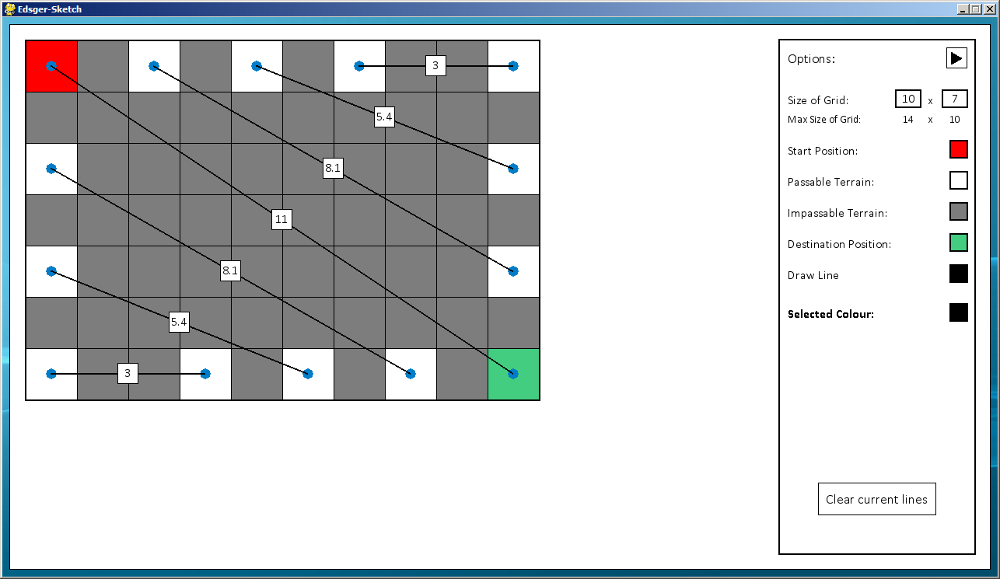 Edsger-Sketch
3
5.4
8.1
11
8.1
5.4
3
Options:
Size of Grid: 10 x 7
Max Size of Grid: 14 x 10
Start Position:
Passable Terrain:
Impassable Terrain:
Destination Position:
Draw Line
Selected Colour:
Clear current lines